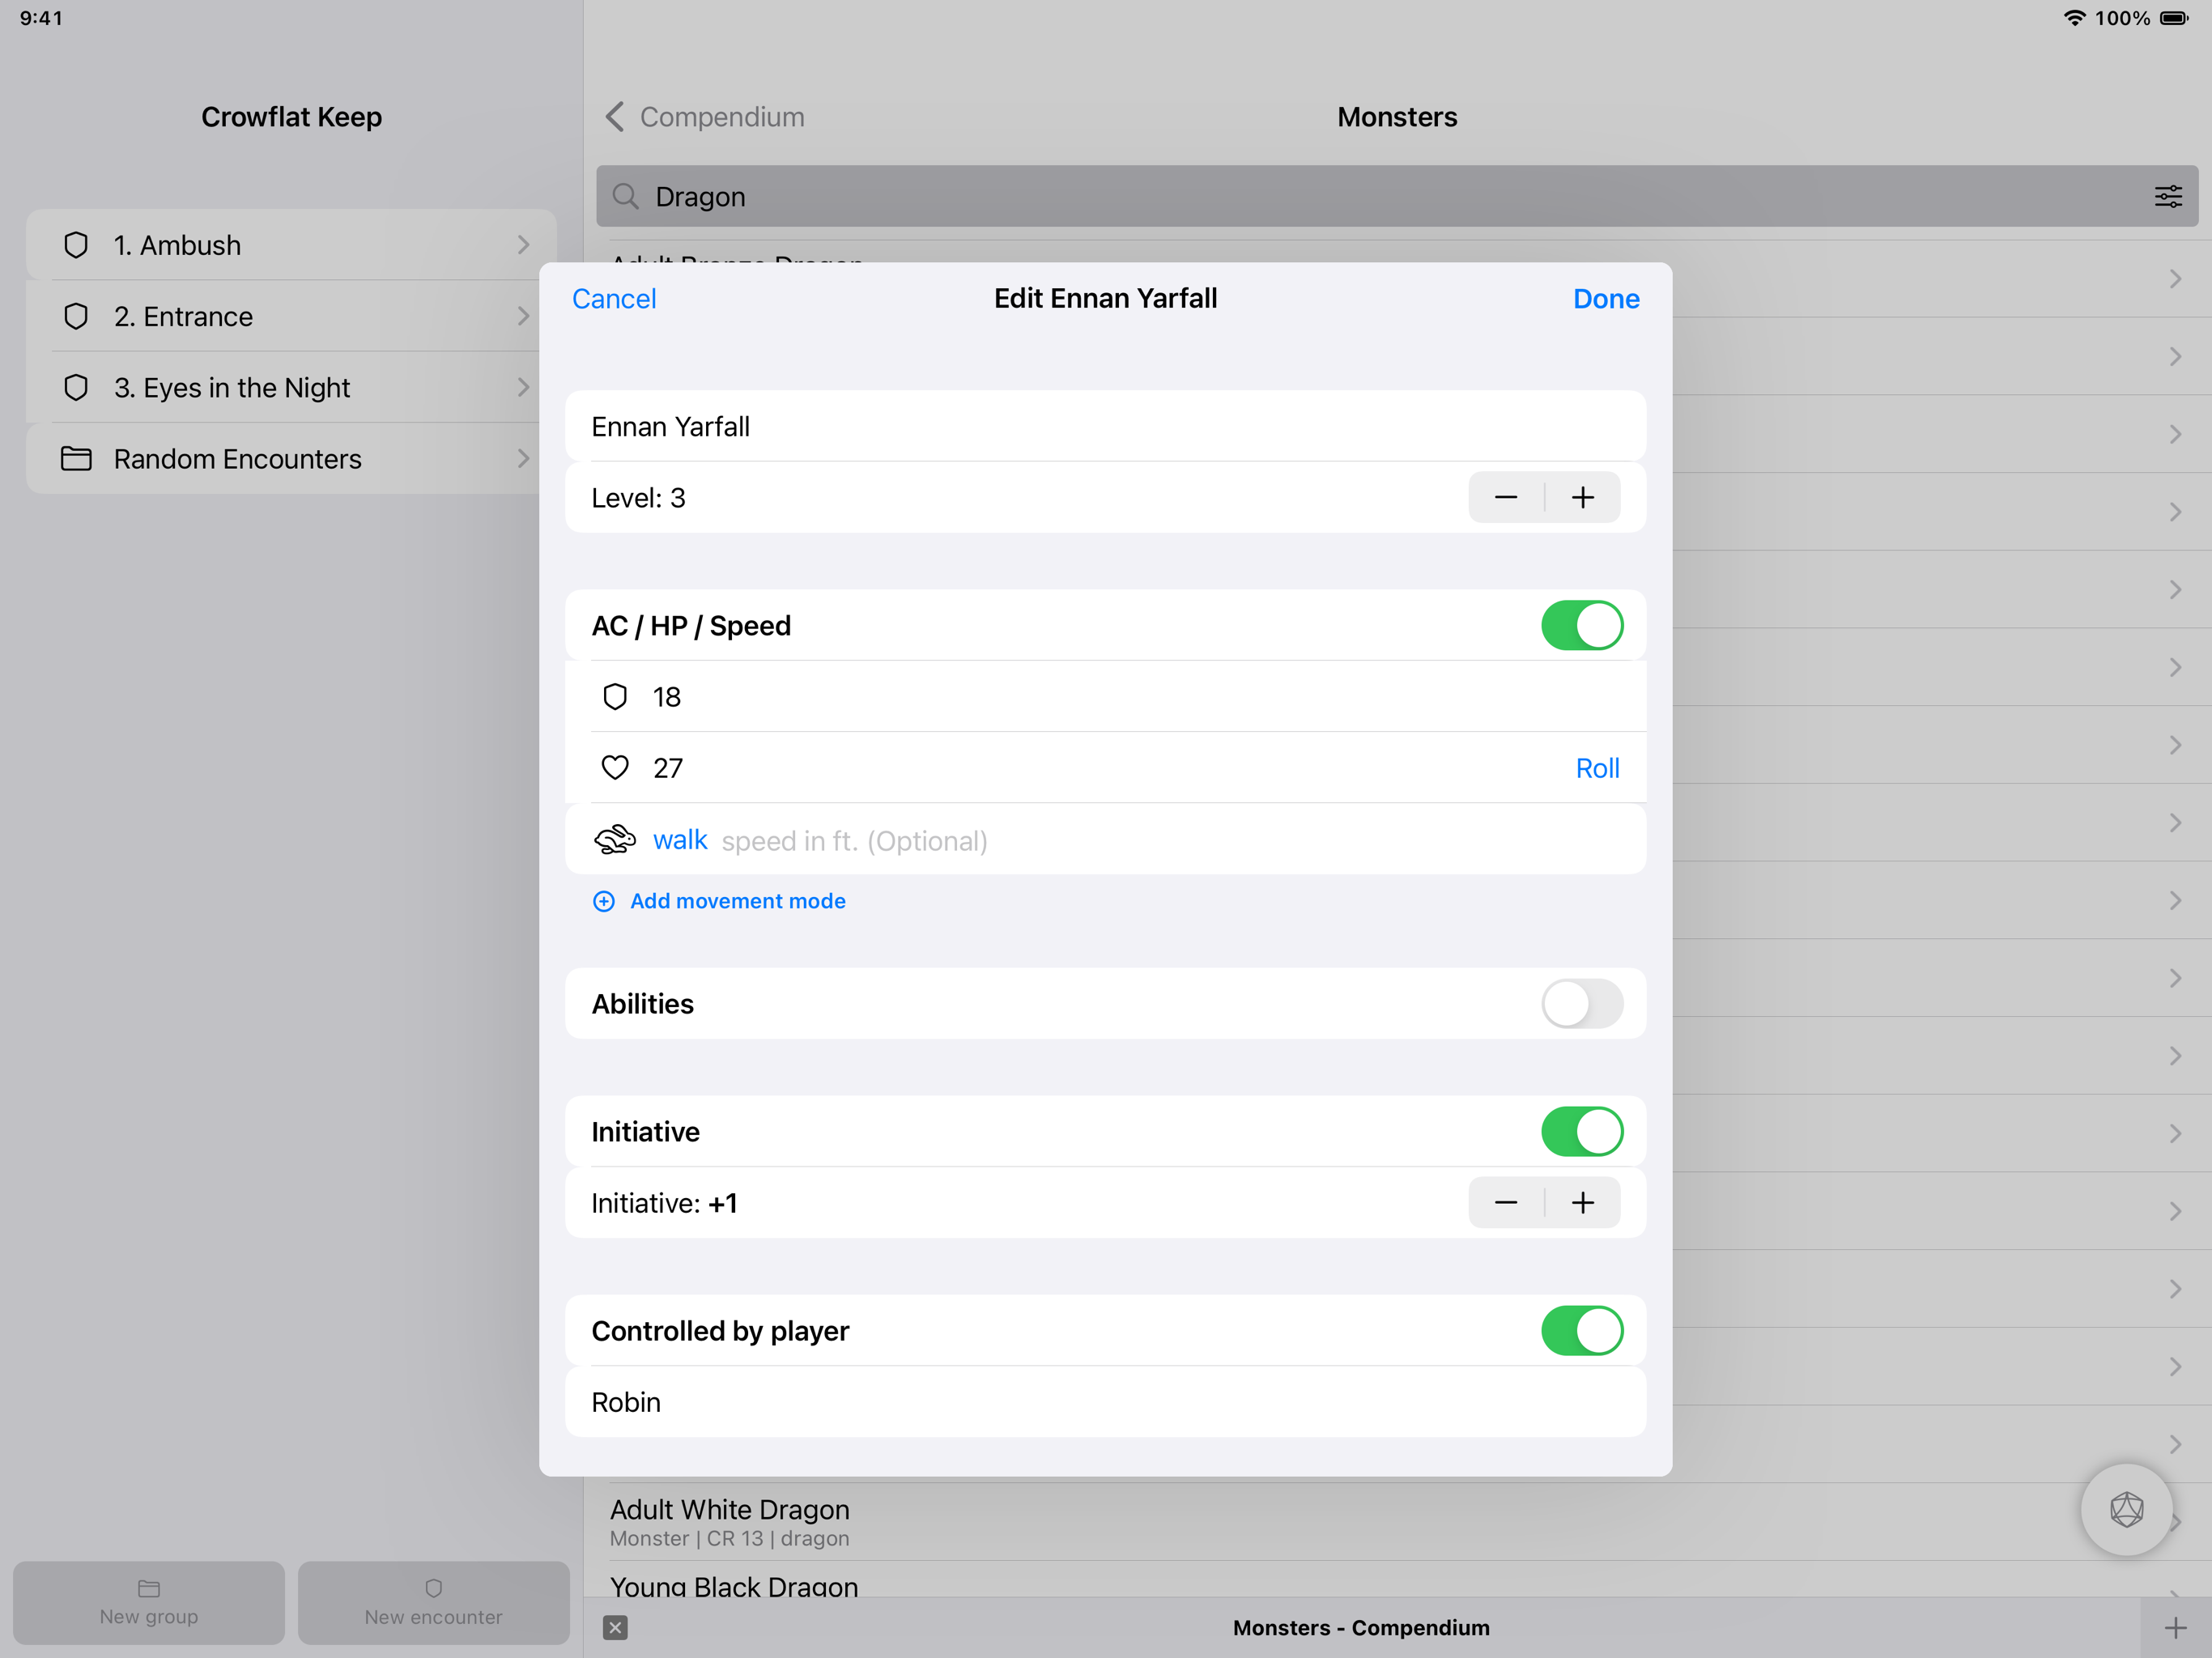 9:41
100%
Crowflat Keep
Compendium
Monsters
Dragon
1. Ambush
2. Entrance
3. Eyes in the Night
Random Encounters
Adult Bronze Dragon
Cancel
Edit Ennan Yarfall
Done
Ennan Yarfall
Level: 3
AC / HP / Speed
18
27
Roll
walk speed in ft. (Optional)
Add movement mode
Abilities
Initiative
Initiative: +1
Controlled by player
Robin
Adult White Dragon
Monster | CR 13 | dragon
Young Black Dragon
New group
New encounter
Monsters - Compendium